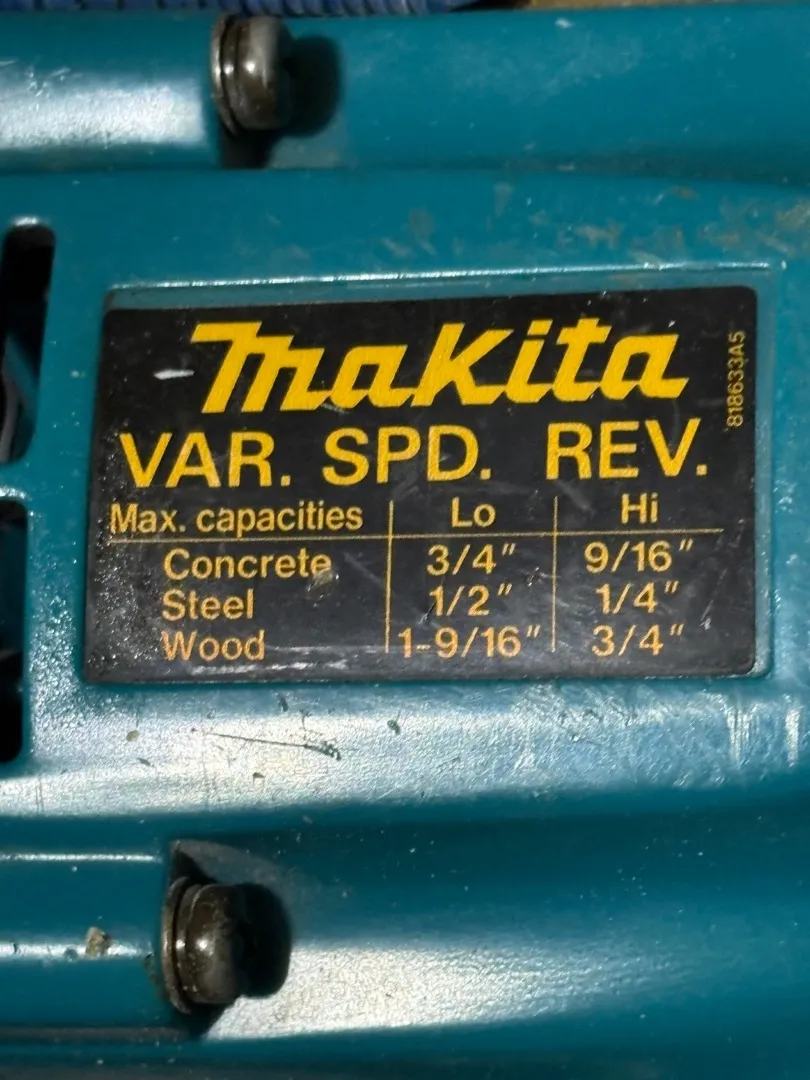 Makita
VAR. SPD. REV.
818633A5
Max. capacities Lo Hi
Concrete 3/4" 9/16"
Steel 1/2" 1/4"
Wood 1-9/16" 3/4"